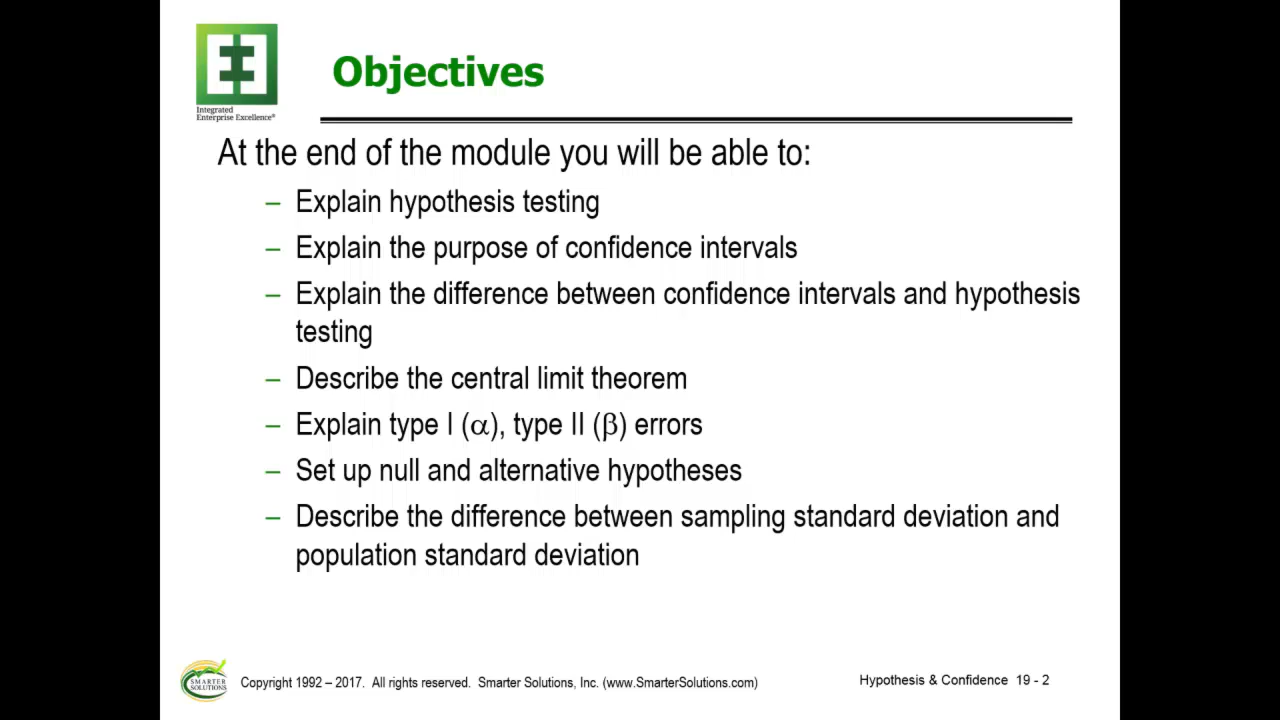 Integrated
Enterprise Excellence®
Objectives
At the end of the module you will be able to:
– Explain hypothesis testing
– Explain the purpose of confidence intervals
– Explain the difference between confidence intervals and hypothesis
testing
– Describe the central limit theorem
– Explain type I (α), type II (β) errors
– Set up null and alternative hypotheses
– Describe the difference between sampling standard deviation and
population standard deviation
SMARTER
SOLUTIONS
Copyright 1992 – 2017. All rights reserved. Smarter Solutions, Inc. (www.SmarterSolutions.com)
Hypothesis & Confidence 19 - 2